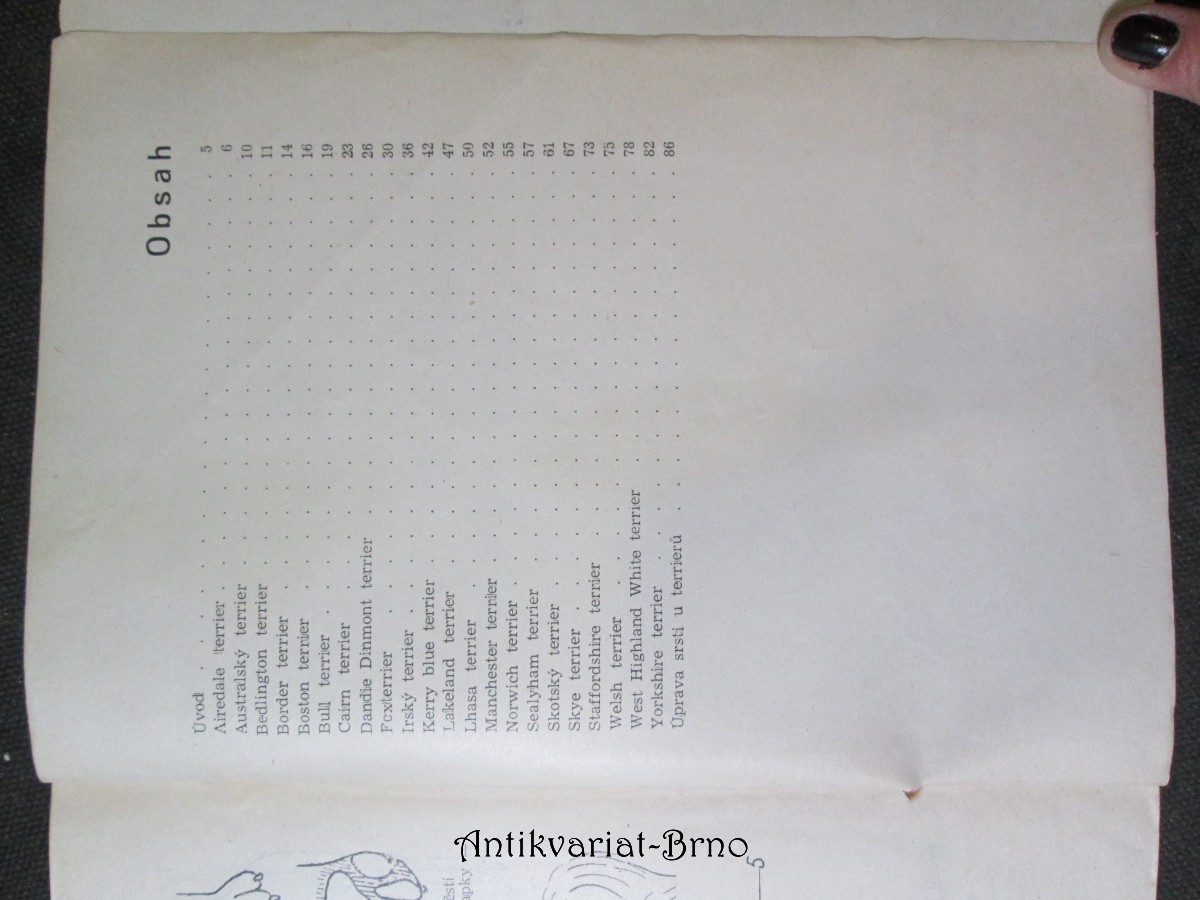 Obsah
Úvod . . . . . . . . . . . . . 5
Airedale terrier . . . . . . . . . . . 6
Australský terrier . . . . . . . . . . 10
Bedlington terrier . . . . . . . . . . 11
Border terrier . . . . . . . . . . . 14
Boston terrier . . . . . . . . . . . 16
Bull terrier . . . . . . . . . . . . 19
Cairn terrier . . . . . . . . . . . 23
Dandie Dinmont terrier . . . . . . . . . 26
Foxterrier . . . . . . . . . . . . 30
Irský terrier . . . . . . . . . . . 36
Kerry blue terrier . . . . . . . . . . 42
Lakeland terrier . . . . . . . . . . 47
Lhasa terrier . . . . . . . . . . . 50
Manchester terrier . . . . . . . . . . 52
Norwich terrier . . . . . . . . . . . 55
Sealyham terrier . . . . . . . . . . 57
Skotský terrier . . . . . . . . . . . 61
Skye terrier . . . . . . . . . . . . 67
Staffordshire terrier . . . . . . . . . 73
Welsh terrier . . . . . . . . . . . 75
West Highland White terrier . . . . . . . . 78
Yorkshire terrier . . . . . . . . . . 82
Úprava srsti u terrierů . . . . . . . . . 86
Antikvariat-Brno
5